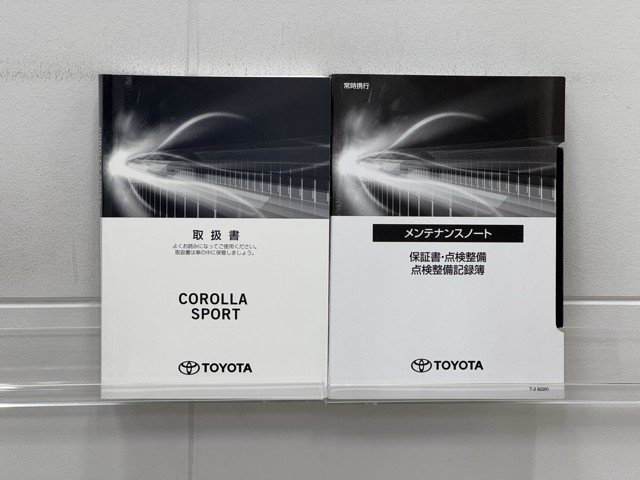 取扱書
よくお読みになってご使用ください。
取扱書は車の中に保管しましょう。
COROLLA
SPORT
TOYOTA
常時携行
メンテナンスノート
保証書・点検整備
点検整備記録簿
TOYOTA